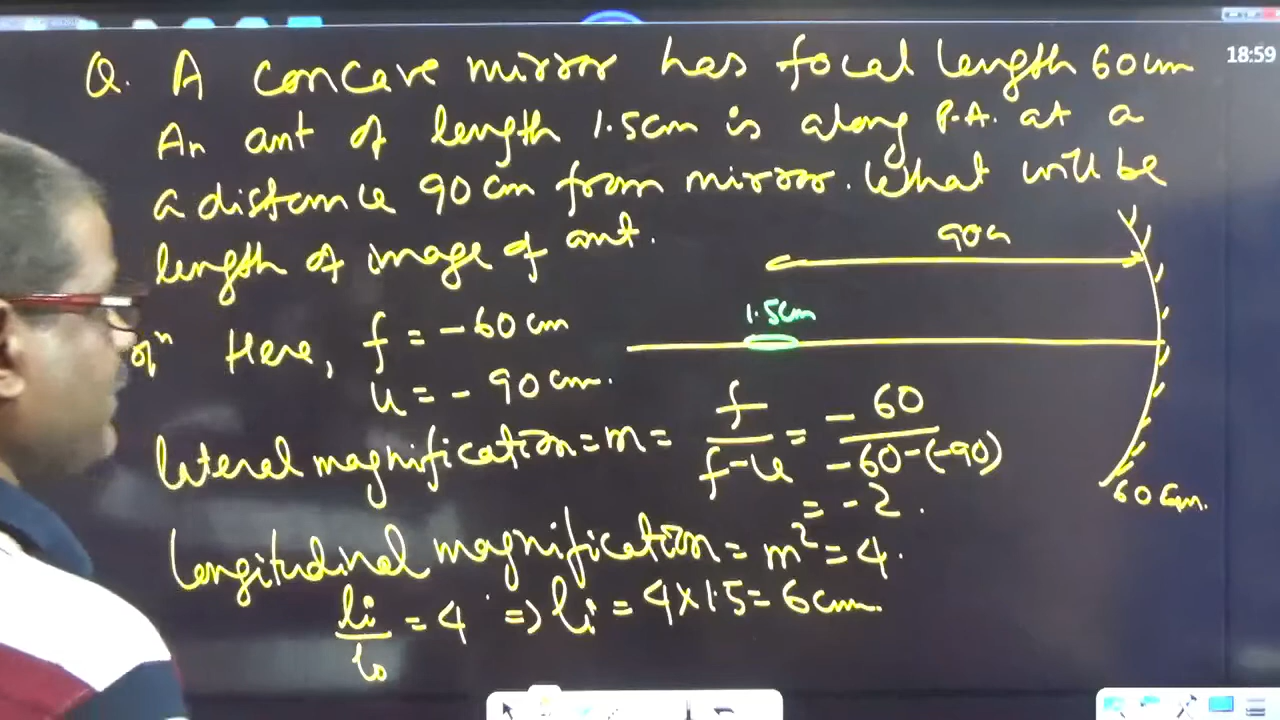 18:59
Q. A concave mirror has focal length 60cm
An ant of length 1.5cm is along P.A. at a
a distance 90 cm from mirror. What will be
length of image of ant.
90cm
1.5cm
Here, f = - 60 cm
u = - 90 cm.
lateral magnification = m = f / f-u = - 60 / -60-(-90)
= - 2.
60 cm.
Longitudinal magnification = m² = 4.
li / lo = 4 ⇒ li = 4×1.5 = 6cm.